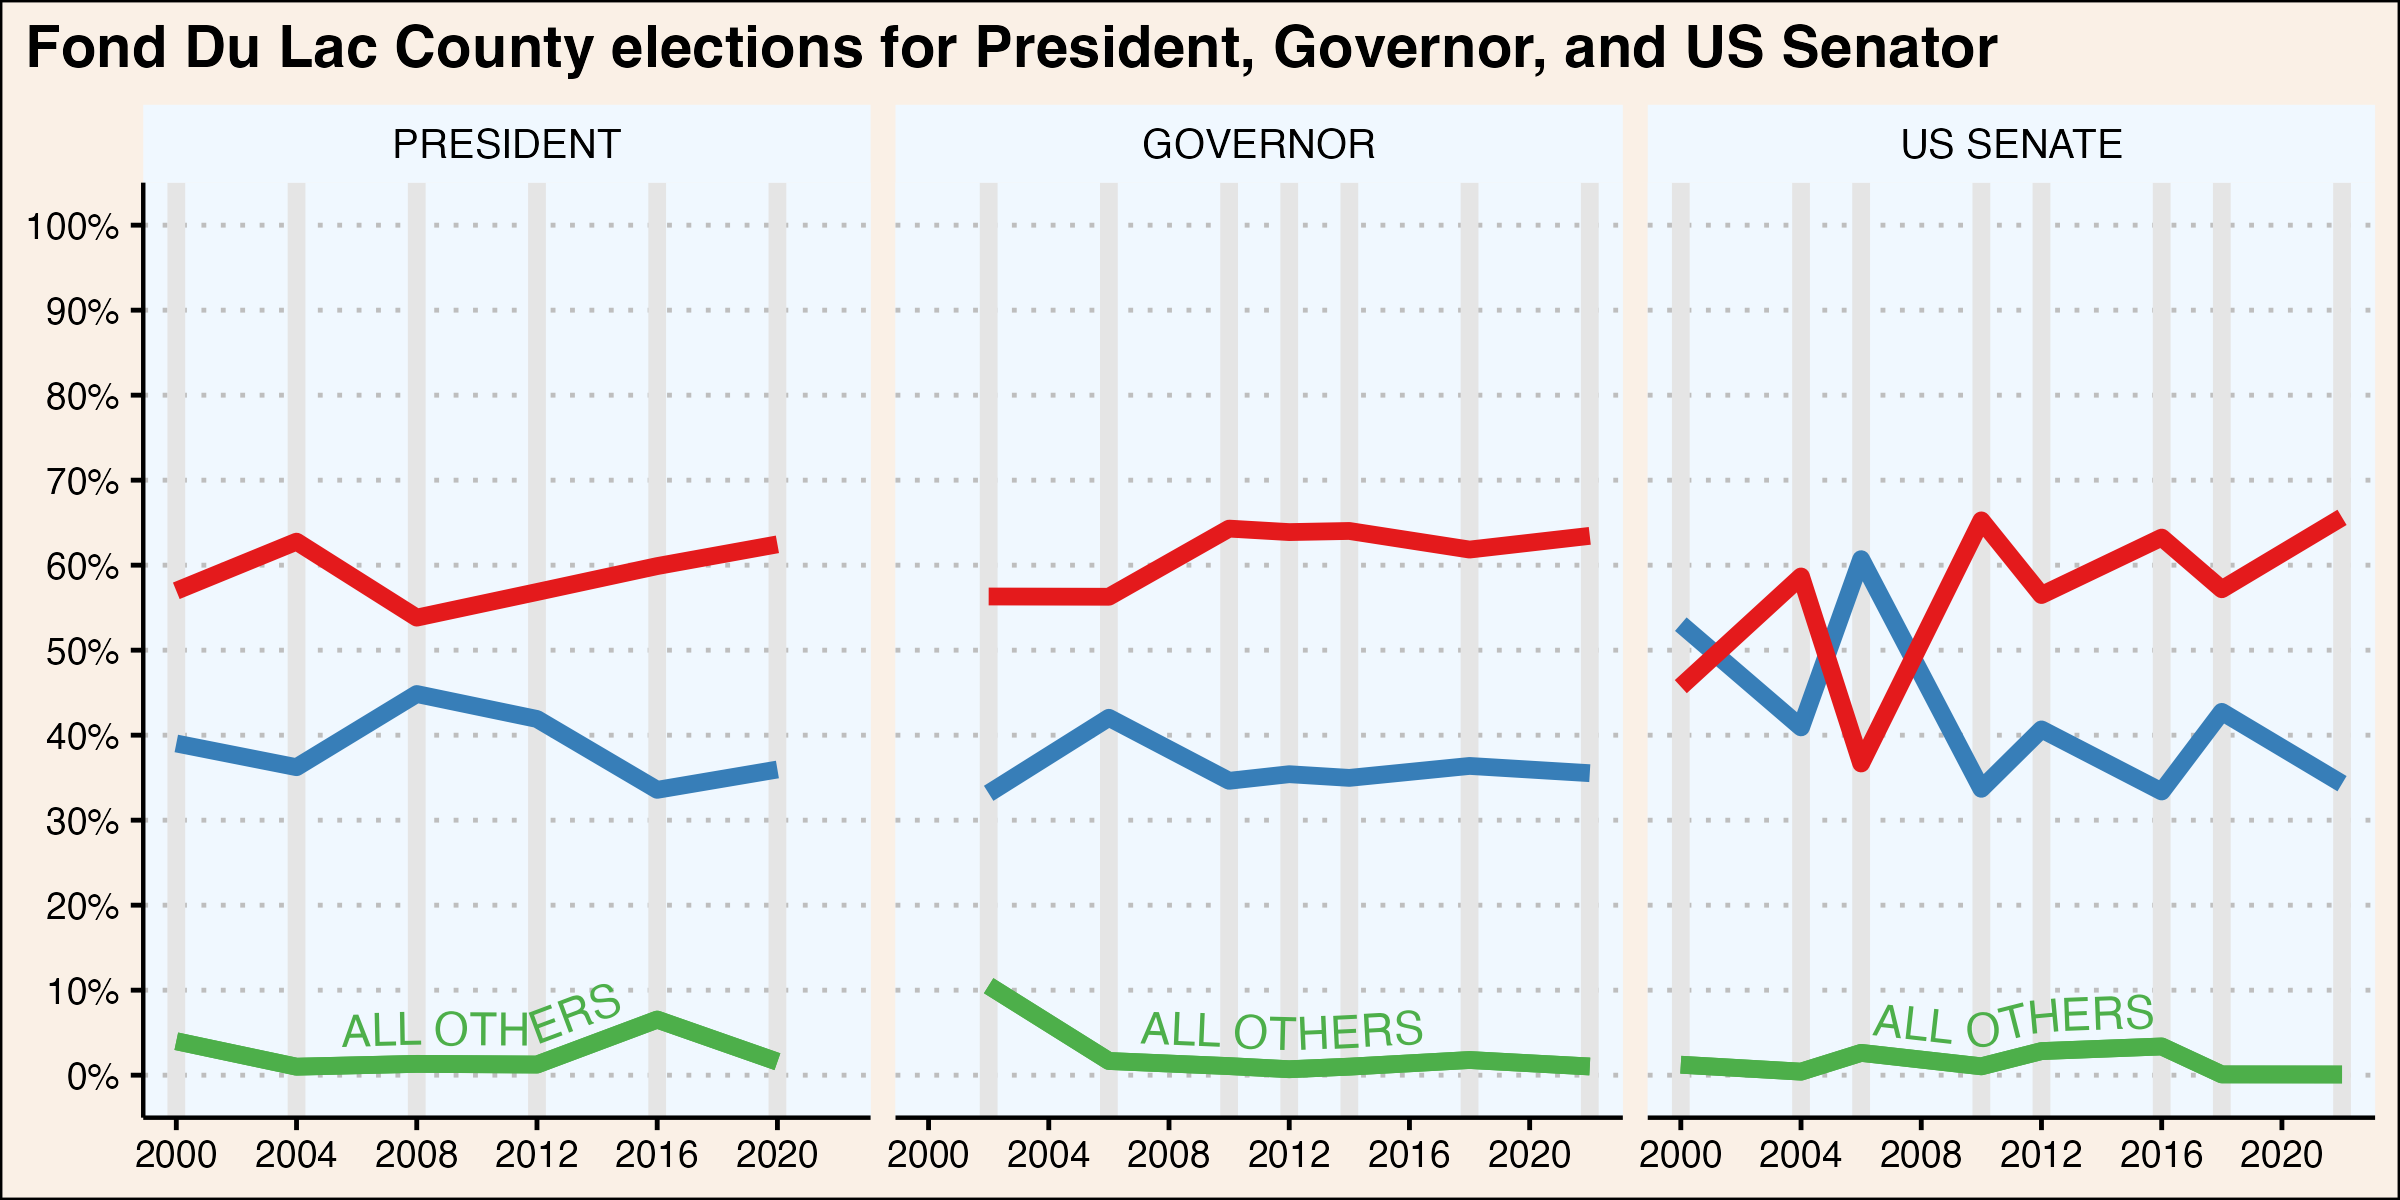 Fond Du Lac County elections for President, Governor, and US Senator
PRESIDENT
GOVERNOR
US SENATE
100%
90%
80%
70%
60%
50%
40%
30%
20%
10%
0%
ALL OTHERS
ALL OTHERS
ALL OTHERS
2000 2004 2008 2012 2016 2020
2000 2004 2008 2012 2016 2020
2000 2004 2008 2012 2016 2020